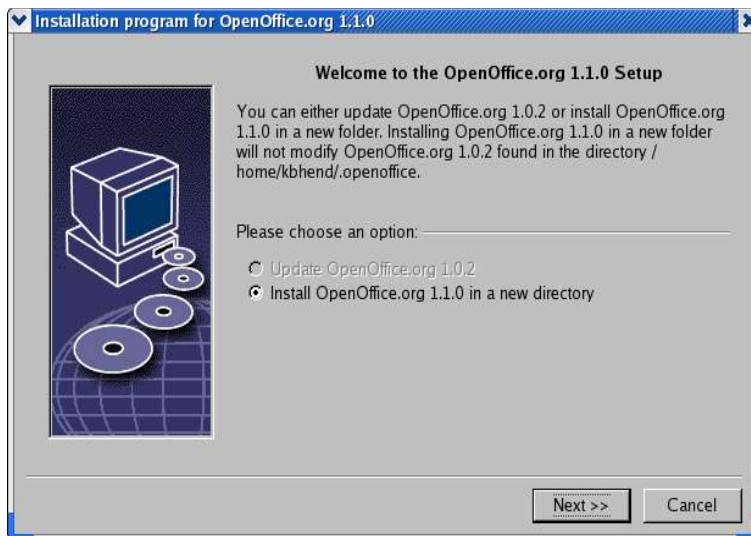 Installation program for OpenOffice.org 1.1.0
Welcome to the OpenOffice.org 1.1.0 Setup
You can either update OpenOffice.org 1.0.2 or install OpenOffice.org
1.1.0 in a new folder. Installing OpenOffice.org 1.1.0 in a new folder
will not modify OpenOffice.org 1.0.2 found in the directory /
home/kbhend/.openoffice.
Please choose an option:
Update OpenOffice.org 1.0.2
Install OpenOffice.org 1.1.0 in a new directory
Next >> Cancel